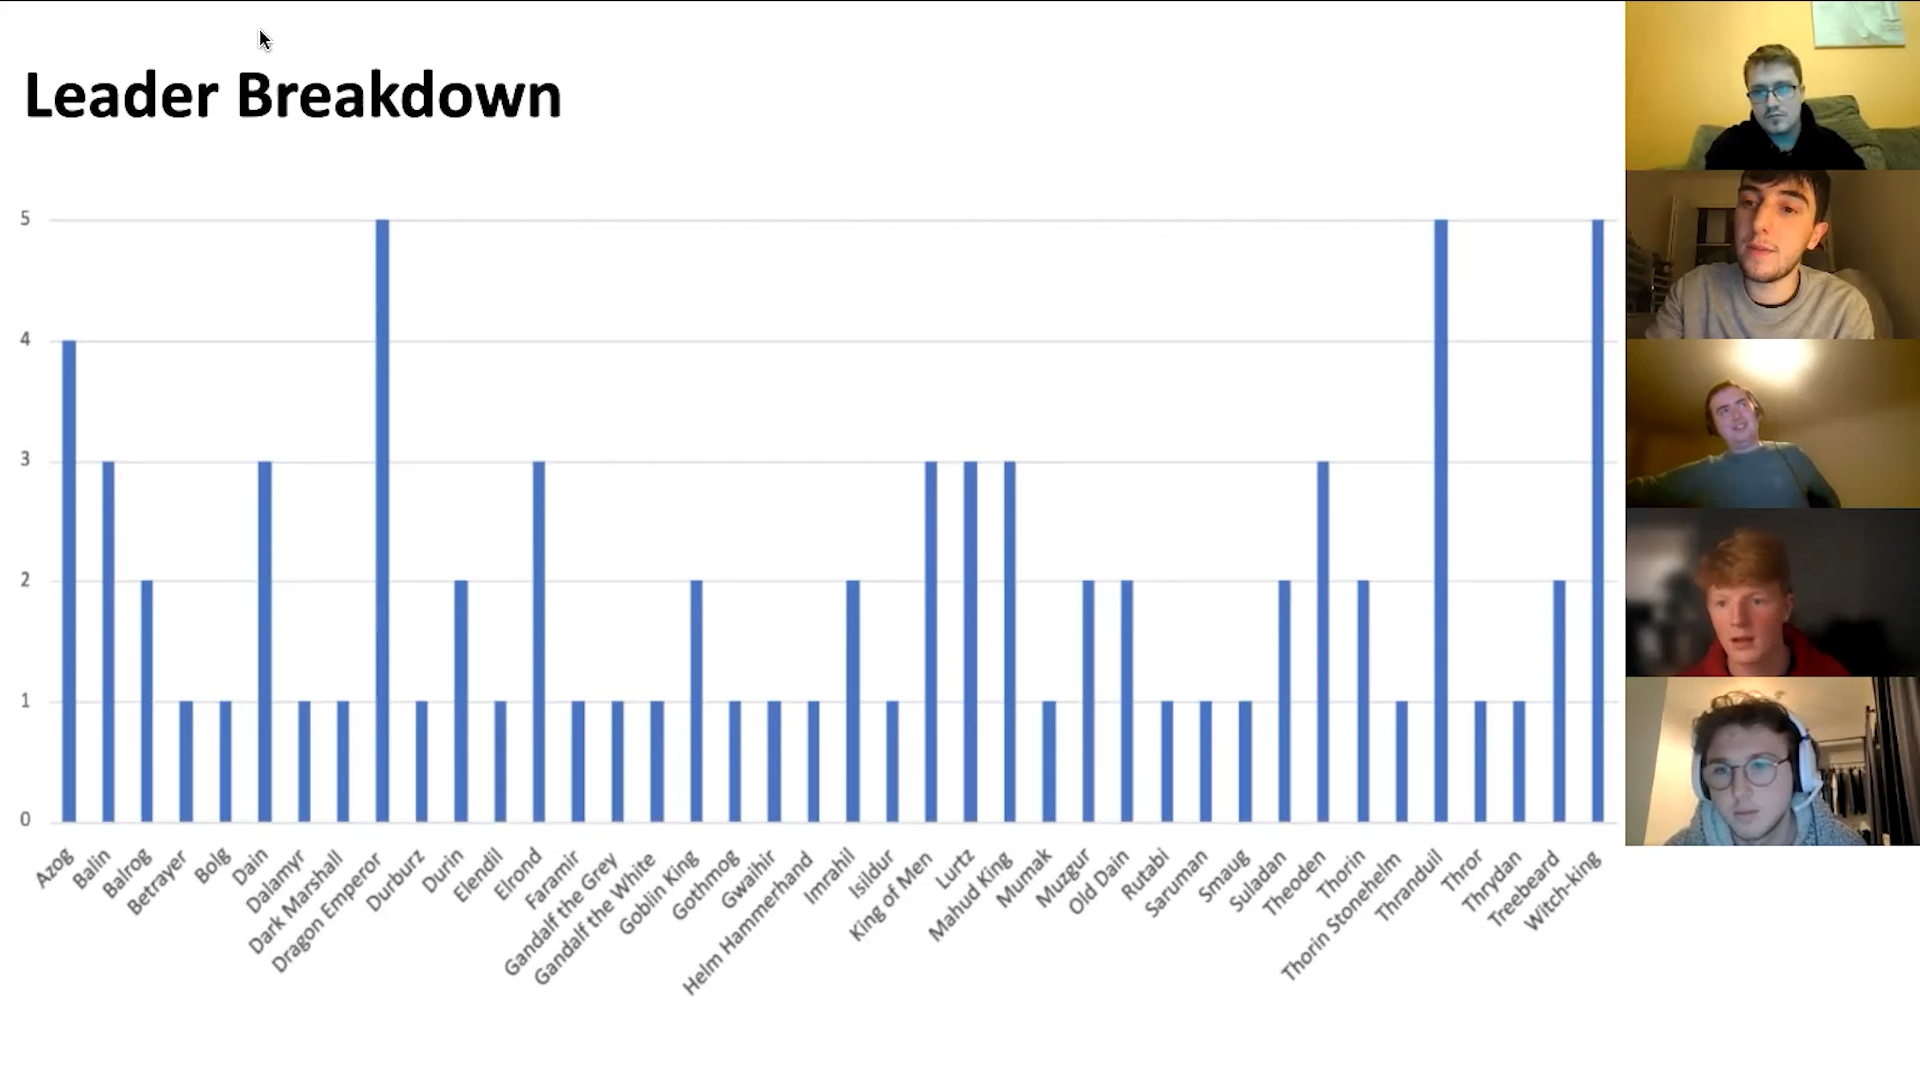 Leader Breakdown
5
4
3
2
1
0
Azog
Balin
Balrog
Betrayer
Bolg
Dain
Dalamyr
Dark Marshall
Dragon Emperor
Durburz
Durin
Elendil
Elrond
Faramir
Gandalf the Grey
Gandalf the White
Goblin King
Gothmog
Gwaihir
Helm Hammerhand
Imrahil
Isildur
King of Men
Lurtz
Mahud King
Mumak
Muzgur
Old Dain
Rutabi
Saruman
Smaug
Suladan
Theoden
Thorin
Thorin Stonehelm
Thranduil
Thror
Thrydan
Treebeard
Witch-king